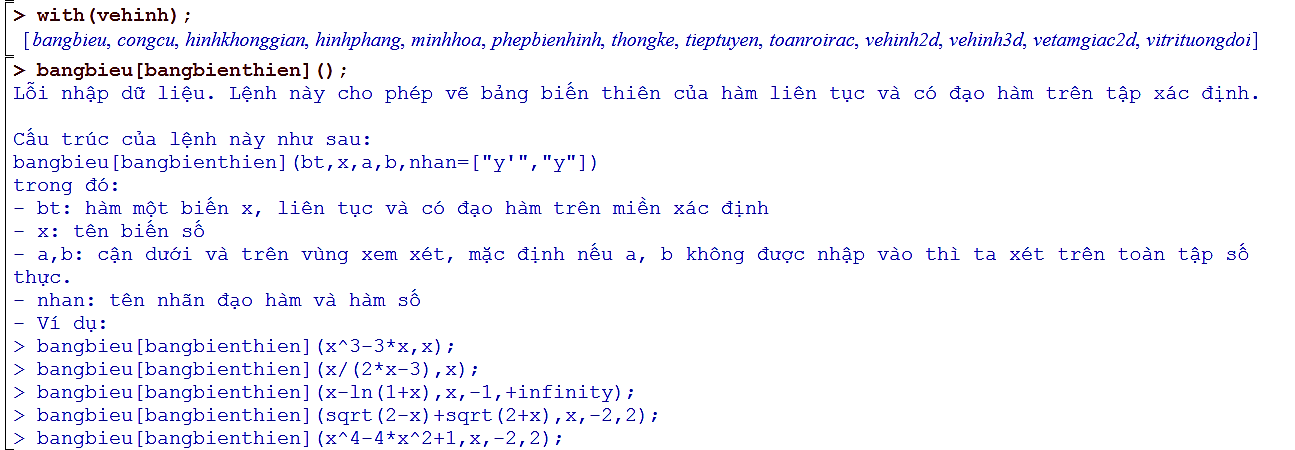 > with(vehinh);
[bangbieu, congcu, hinhkhonggian, hinhphang, minhhoa, phepbienhinh, thongke, tieptuyen, toanroirac, vehinh2d, vehinh3d, vetamgiac2d, vitrituongdoi]
> bangbieu[bangbienthien]();
Lỗi nhập dữ liệu. Lệnh này cho phép vẽ bảng biến thiên của hàm liên tục và có đạo hàm trên tập xác định.
Cấu trúc của lệnh này như sau:
bangbieu[bangbienthien](bt,x,a,b,nhan=["y'","y"])
trong đó:
- bt: hàm một biến x, liên tục và có đạo hàm trên miền xác định
- x: tên biến số
- a,b: cận dưới và trên vùng xem xét, mặc định nếu a, b không được nhập vào thì ta xét trên toàn tập số
thực.
- nhan: tên nhãn đạo hàm và hàm số
- Ví dụ:
> bangbieu[bangbienthien](x^3-3*x,x);
> bangbieu[bangbienthien](x/(2*x-3),x);
> bangbieu[bangbienthien](x-ln(1+x),x,-1,+infinity);
> bangbieu[bangbienthien](sqrt(2-x)+sqrt(2+x),x,-2,2);
> bangbieu[bangbienthien](x^4-4*x^2+1,x,-2,2);